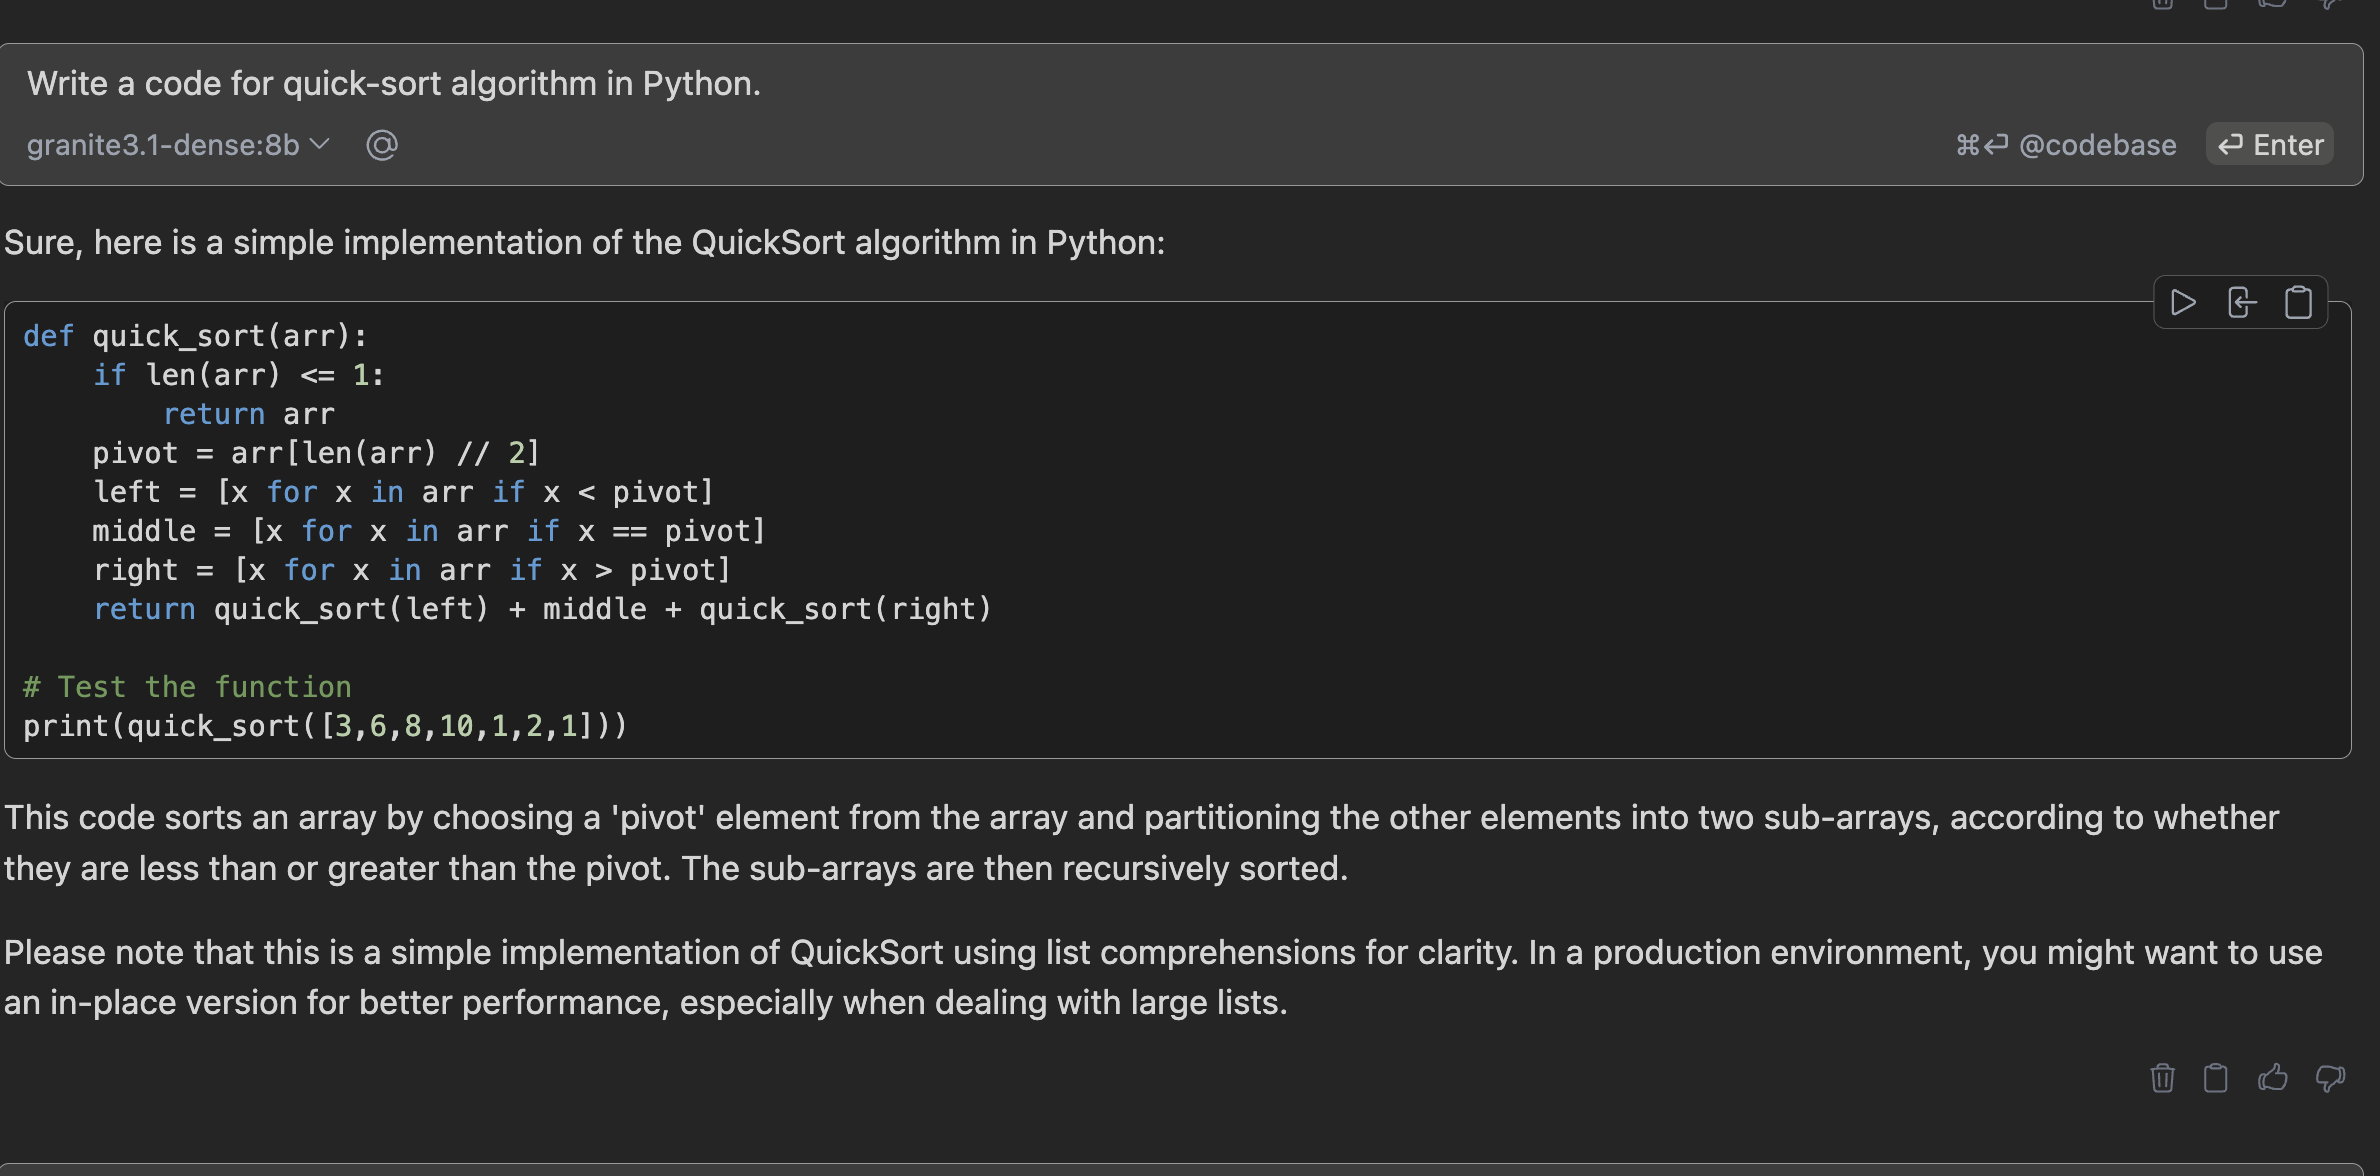 Write a code for quick-sort algorithm in Python.
granite3.1-dense:8b @ ⌘⏎ @codebase ⏎ Enter
Sure, here is a simple implementation of the QuickSort algorithm in Python:
def quick_sort(arr):
    if len(arr) <= 1:
        return arr
    pivot = arr[len(arr) // 2]
    left = [x for x in arr if x < pivot]
    middle = [x for x in arr if x == pivot]
    right = [x for x in arr if x > pivot]
    return quick_sort(left) + middle + quick_sort(right)
# Test the function
print(quick_sort([3,6,8,10,1,2,1]))
This code sorts an array by choosing a 'pivot' element from the array and partitioning the other elements into two sub-arrays, according to whether
they are less than or greater than the pivot. The sub-arrays are then recursively sorted.
Please note that this is a simple implementation of QuickSort using list comprehensions for clarity. In a production environment, you might want to use
an in-place version for better performance, especially when dealing with large lists.